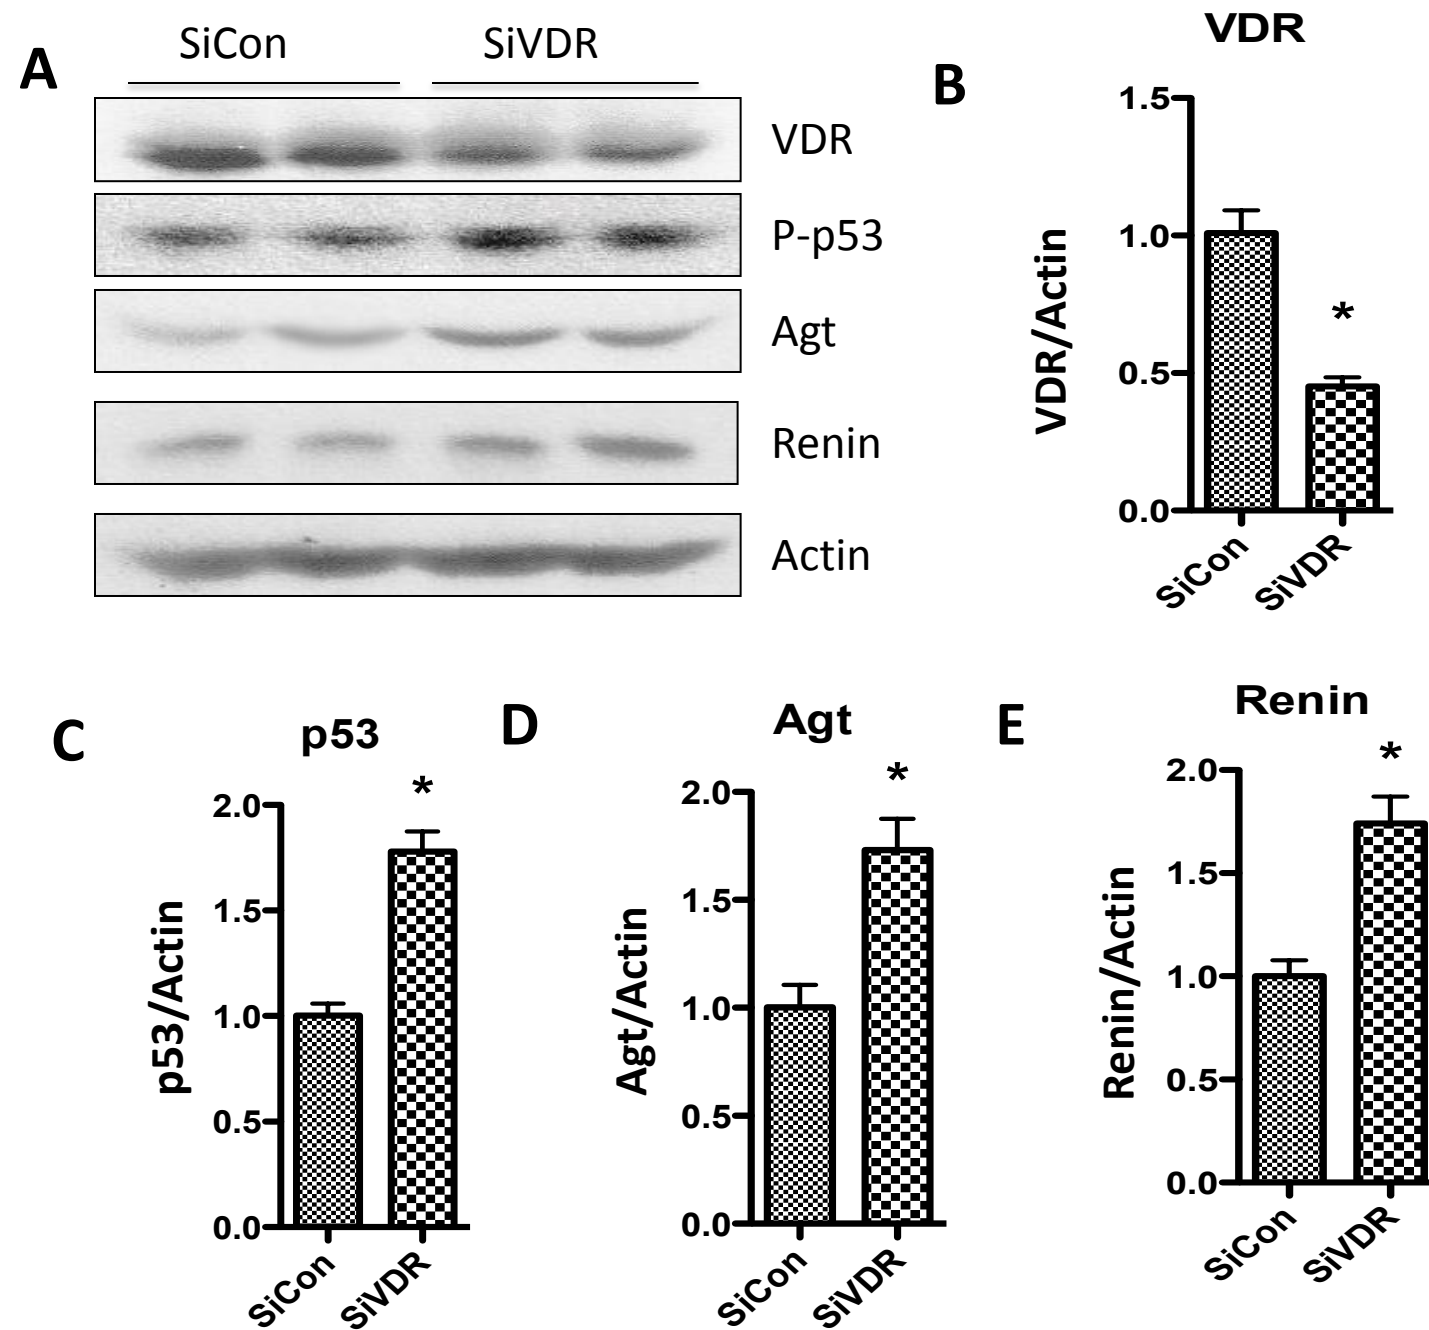 A
SiCon
SiVDR
VDR
P-p53
Agt
Renin
Actin
B
VDR
VDR/Actin
1.5
1.0
0.5
0.0
*
SiCon
SiVDR
C
p53
p53/Actin
2.0
1.5
1.0
0.5
0.0
*
SiCon
SiVDR
D
Agt
Agt/Actin
2.0
1.5
1.0
0.5
0.0
*
SiCon
SiVDR
E
Renin
Renin/Actin
2.0
1.5
1.0
0.5
0.0
*
SiCon
SiVDR